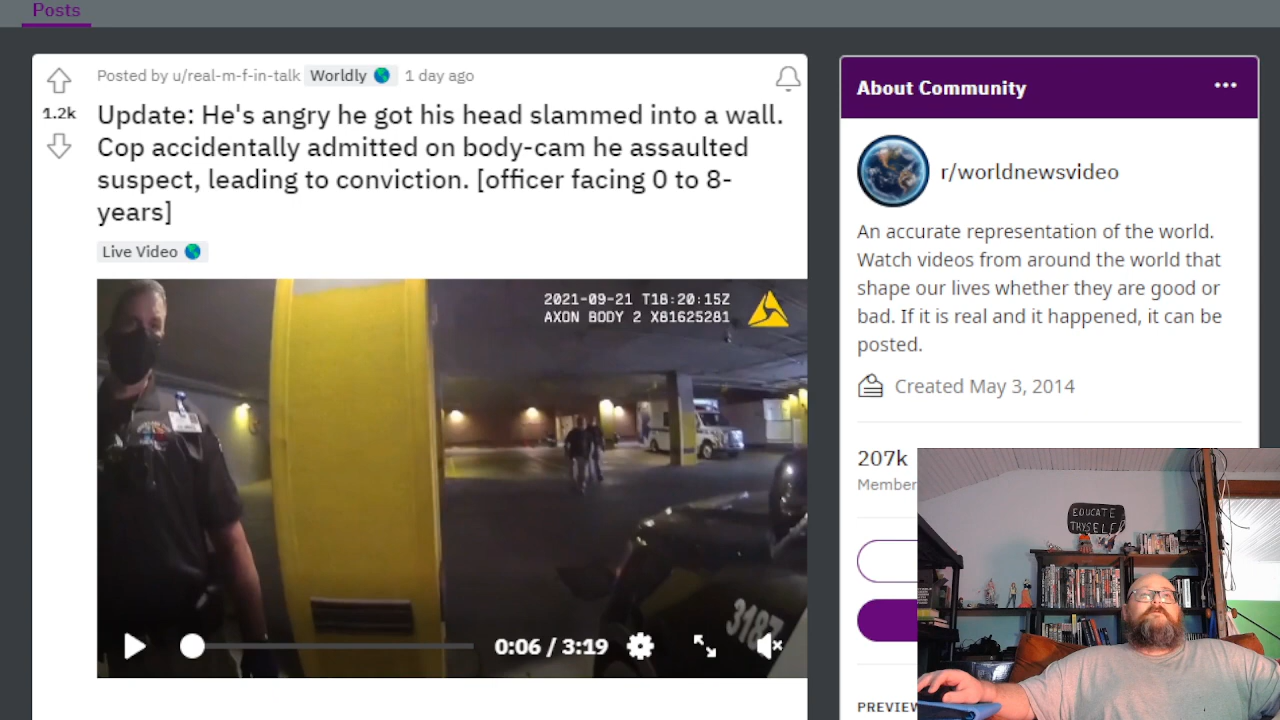 Posts
Posted by u/real-m-f-in-talk Worldly 1 day ago
1.2k
Update: He's angry he got his head slammed into a wall.
Cop accidentally admitted on body-cam he assaulted
suspect, leading to conviction. [officer facing 0 to 8-
years]
Live Video
2021-09-21 T18:20:15Z
AXON BODY 2 X81625281
3187
0:06 / 3:19
About Community
r/worldnewsvideo
An accurate representation of the world.
Watch videos from around the world that
shape our lives whether they are good or
bad. If it is real and it happened, it can be
posted.
Created May 3, 2014
207k
Member
PREVIEW
EDUCATE
THYSELF